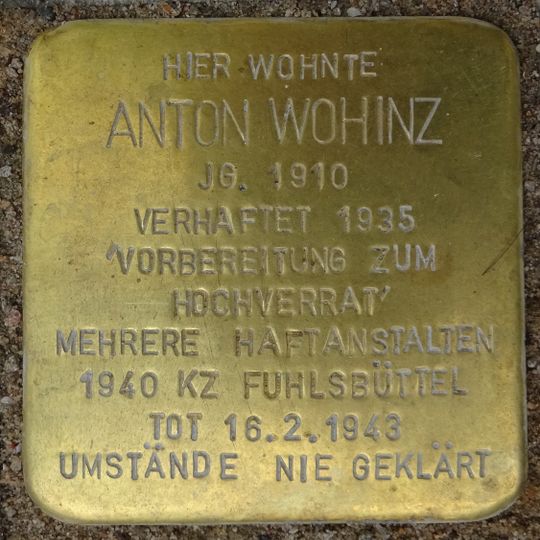 HIER WOHNTE
ANTON WOHINZ
JG. 1910
VERHAFTET 1935
'VORBEREITUNG ZUM
HOCHVERRAT'
MEHRERE HAFTANSTALTEN
1940 KZ FUHLSBÜTTEL
TOT 16.2.1943
UMSTÄNDE NIE GEKLÄRT